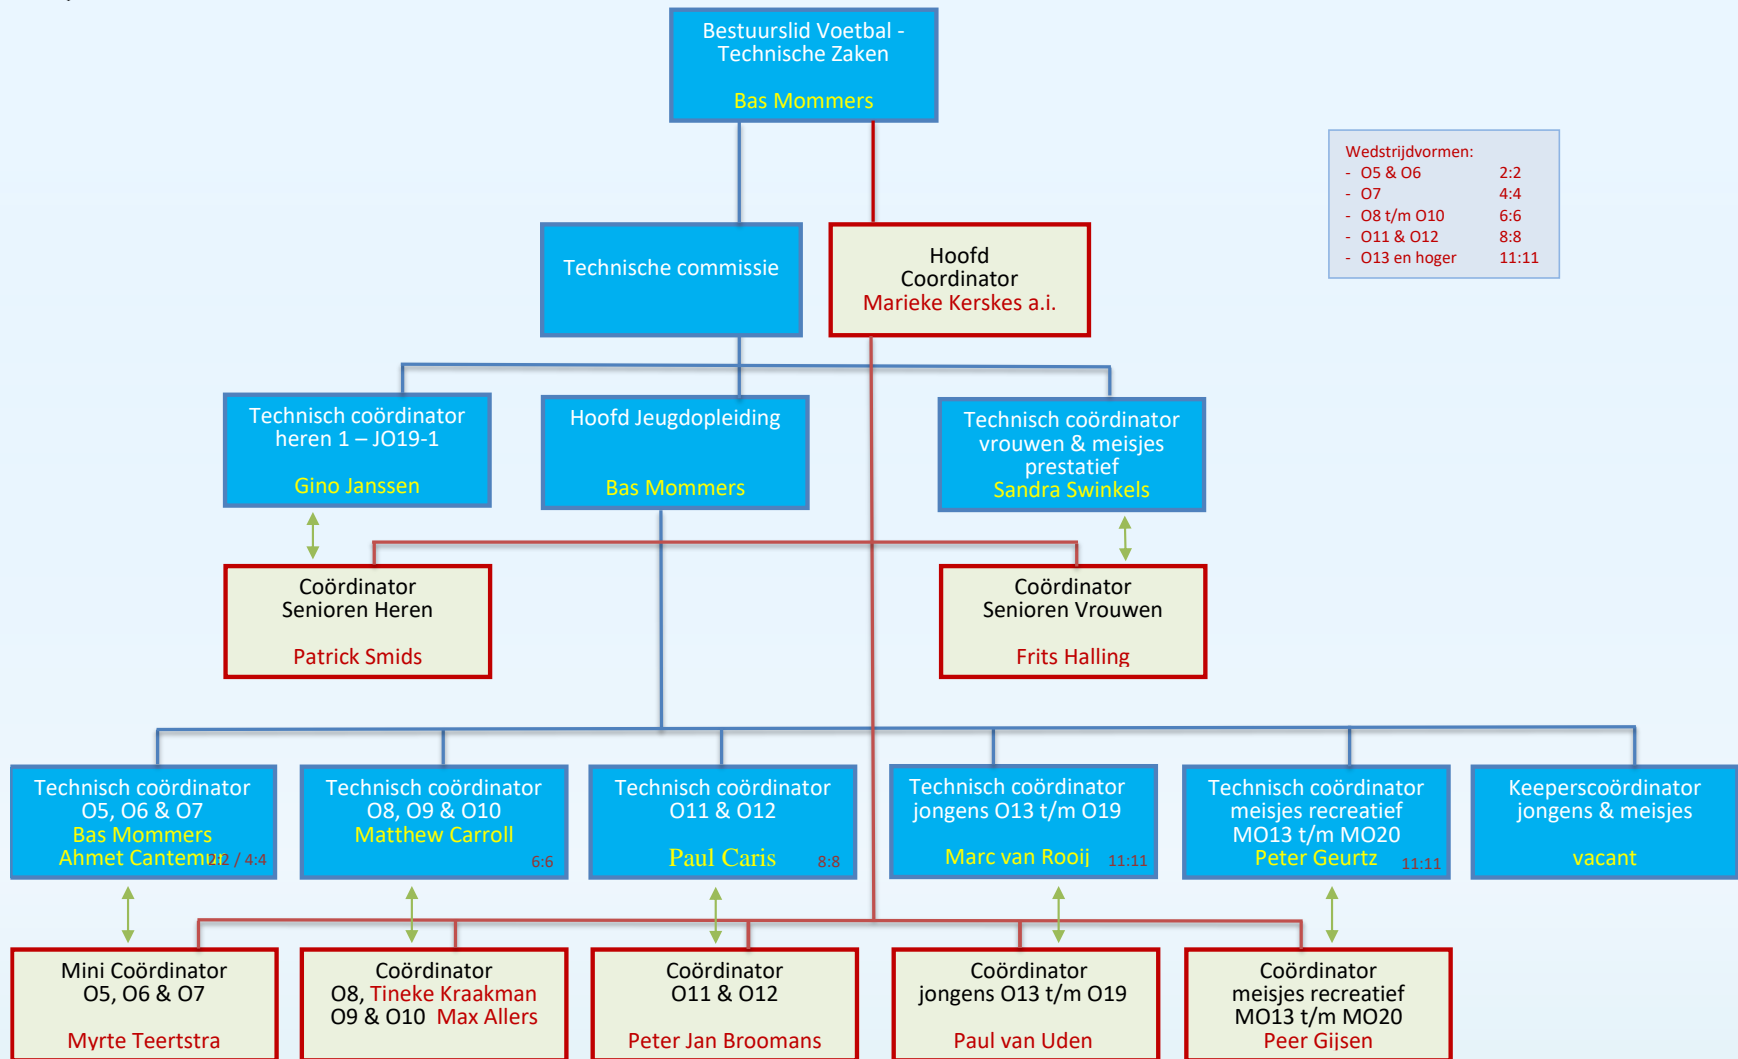 Bestuurslid Voetbal -
Technische Zaken
Bas Mommers
Wedstrijdvormen:
- O5 & O6 2:2
- O7 4:4
- O8 t/m O10 6:6
- O11 & O12 8:8
- O13 en hoger 11:11
Technische commissie
Hoofd
Coordinator
Marieke Kerskes a.i.
Technisch coördinator
heren 1 – JO19-1
Gino Janssen
Hoofd Jeugdopleiding
Bas Mommers
Technisch coördinator
vrouwen & meisjes
prestatief
Sandra Swinkels
Coördinator
Senioren Heren
Patrick Smids
Coördinator
Senioren Vrouwen
Frits Halling
Technisch coördinator
O5, O6 & O7
Bas Mommers
Ahmet Cantemur
2:2 / 4:4
Technisch coördinator
O8, O9 & O10
Matthew Carroll
6:6
Technisch coördinator
O11 & O12
Paul Caris
8:8
Technisch coördinator
jongens O13 t/m O19
Marc van Rooij
11:11
Technisch coördinator
meisjes recreatief
MO13 t/m MO20
Peter Geurtz
11:11
Keeperscoördinator
jongens & meisjes
vacant
Mini Coördinator
O5, O6 & O7
Myrte Teertstra
Coördinator
O8, Tineke Kraakman
O9 & O10 Max Allers
Coördinator
O11 & O12
Peter Jan Broomans
Coördinator
jongens O13 t/m O19
Paul van Uden
Coördinator
meisjes recreatief
MO13 t/m MO20
Peer Gijsen